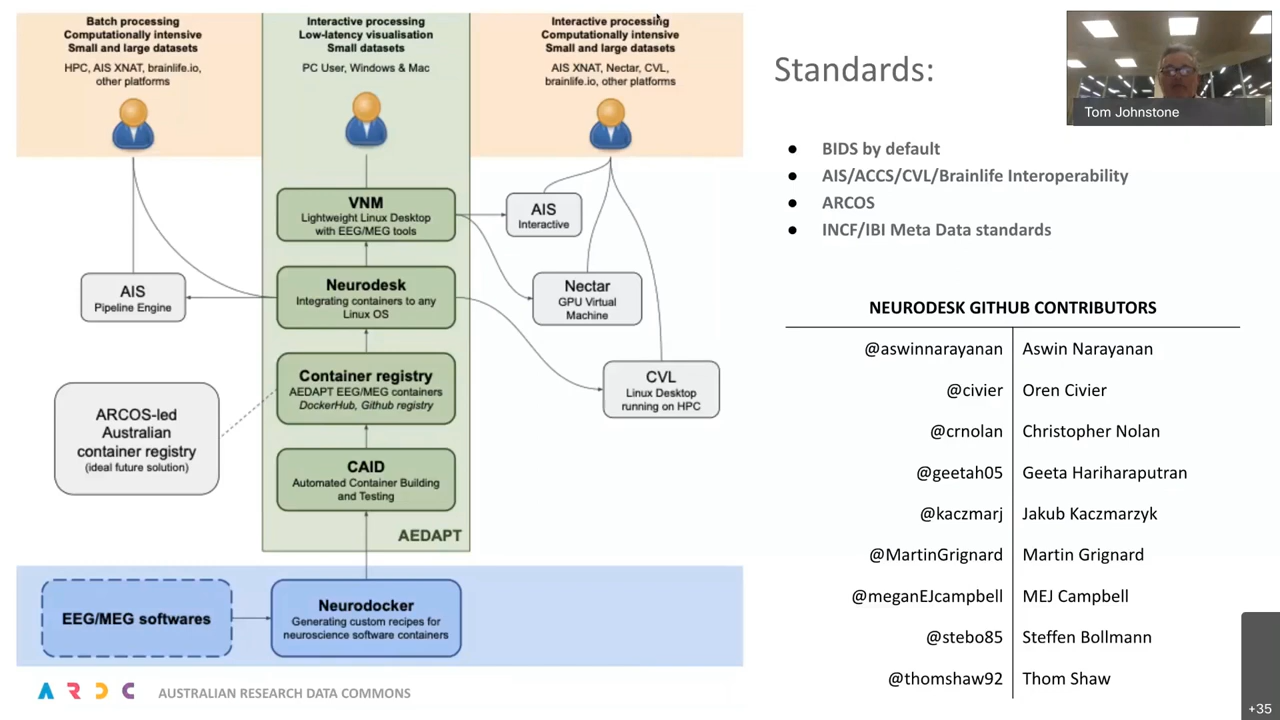 Batch processing
Computationally intensive
Small and large datasets
HPC, AIS XNAT, brainlife.io,
other platforms
Interactive processing
Low-latency visualisation
Small datasets
PC User, Windows & Mac
Interactive processing
Computationally intensive
Small and large datasets
AIS XNAT, Nectar, CVL,
brainlife.io, other platforms
VNM
Lightweight Linux Desktop
with EEG/MEG tools
AIS
Interactive
Neurodesk
Integrating containers to any
Linux OS
AIS
Pipeline Engine
Nectar
GPU Virtual
Machine
Container registry
AEDAPT EEG/MEG containers
DockerHub, Github registry
CVL
Linux Desktop
running on HPC
ARCOS-led
Australian
container registry
(ideal future solution)
CAID
Automated Container Building
and Testing
AEDAPT
EEG/MEG softwares
Neurodocker
Generating custom recipes for
neuroscience software containers
ARDC AUSTRALIAN RESEARCH DATA COMMONS
Standards:
Tom Johnstone
● BIDS by default
● AIS/ACCS/CVL/Brainlife Interoperability
● ARCOS
● INCF/IBI Meta Data standards
NEURODESK GITHUB CONTRIBUTORS
@aswinnarayanan Aswin Narayanan
@civier Oren Civier
@crnolan Christopher Nolan
@geetah05 Geeta Hariharaputran
@kaczmarj Jakub Kaczmarzyk
@MartinGrignard Martin Grignard
@meganEJcampbell MEJ Campbell
@stebo85 Steffen Bollmann
@thomshaw92 Thom Shaw
+35